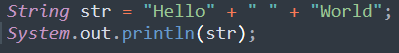 String str = "Hello" + " " + "World";
System.out.println(str);